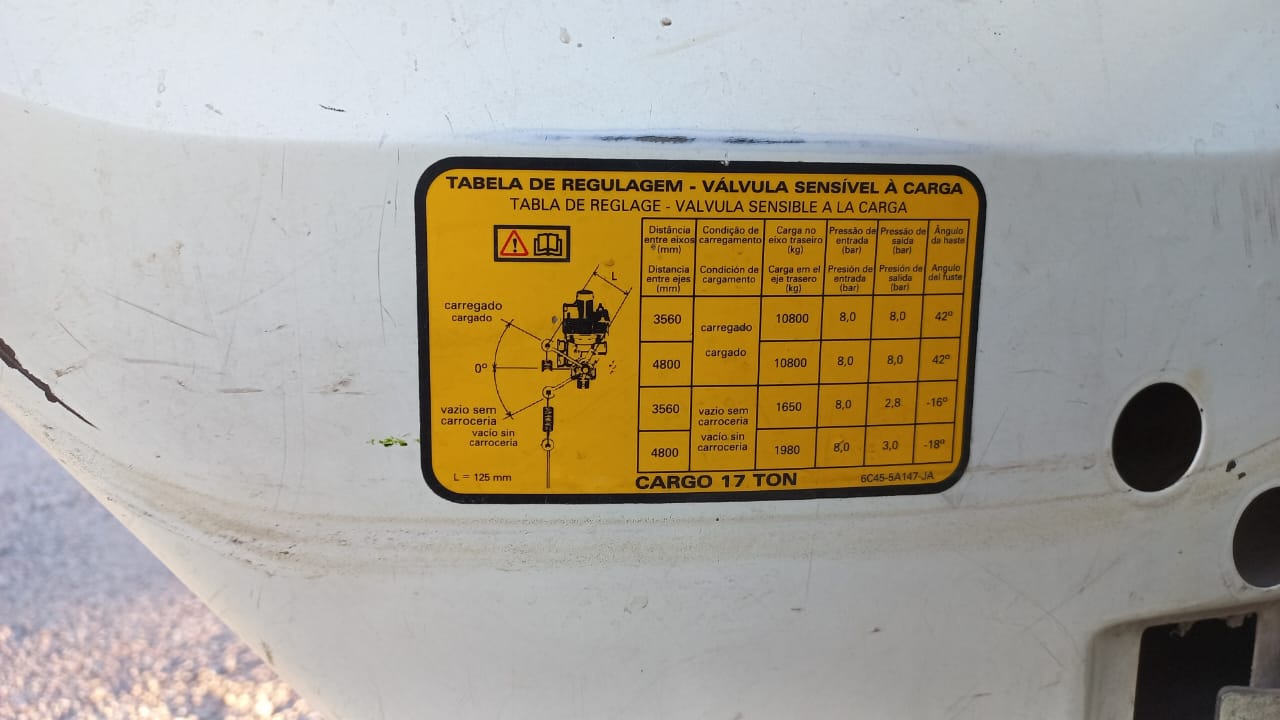 TABELA DE REGULAGEM - VÁLVULA SENSÍVEL À CARGA
TABLA DE REGLAGE - VALVULA SENSIBLE A LA CARGA
L
carregado
cargado
0º
vazio sem
carroceria
vacio sin
carroceria
L = 125 mm
Distância entre eixos (mm) Condição de carregamento Carga no eixo traseiro (kg) Pressão de entrada (bar) Pressão de saída (bar) Ângulo da haste
Distancia entre ejes (mm) Condición de cargamento Carga em el eje trasero (kg) Presión de entrada (bar) Presión de salida (bar) Angulo del fuste
3560 carregado 10800 8,0 8,0 42º
4800 cargado 10800 8,0 8,0 42º
3560 vazio sem carroceria 1650 8,0 2,8 -16º
4800 vacio sin carroceria 1980 8,0 3,0 -18º
CARGO 17 TON
6C45-5A147-JA